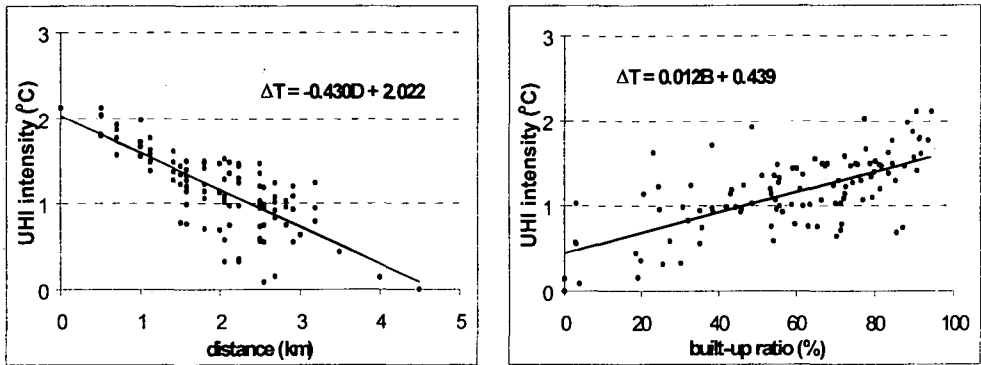 3
2
1
0
UHI intensity (°C)
ΔT = -0.430D + 2.022
0 1 2 3 4 5
distance (km)
3
2
1
0
UHI intensity (°C)
ΔT = 0.012B + 0.439
0 20 40 60 80 100
built-up ratio (%)